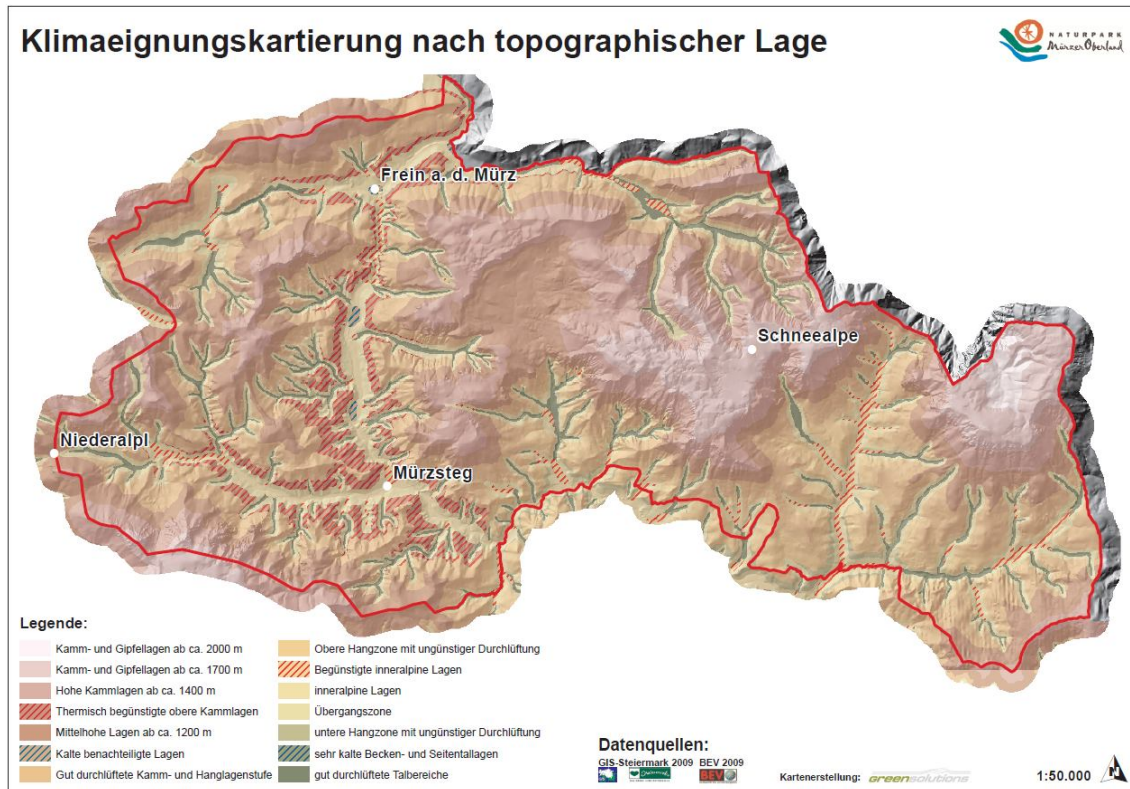 Klimaeignungskartierung nach topographischer Lage
NATURPARK
Mürzer Oberland
Frein a. d. Mürz
Schneealpe
Niederalpl
Mürzsteg
Legende:
Kamm- und Gipfellagen ab ca. 2000 m
Kamm- und Gipfellagen ab ca. 1700 m
Hohe Kammlagen ab ca. 1400 m
Thermisch begünstigte obere Kammlagen
Mittelhohe Lagen ab ca. 1200 m
Kalte benachteiligte Lagen
Gut durchlüftete Kamm- und Hanglagenstufe
Obere Hangzone mit ungünstiger Durchlüftung
Begünstigte inneralpine Lagen
inneralpine Lagen
Übergangszone
untere Hangzone mit ungünstiger Durchlüftung
sehr kalte Becken- und Seitentallagen
gut durchlüftete Talbereiche
Datenquellen:
GIS-Steiermark 2009 BEV 2009
BEV
Kartenerstellung: greensolutions
1:50.000
N